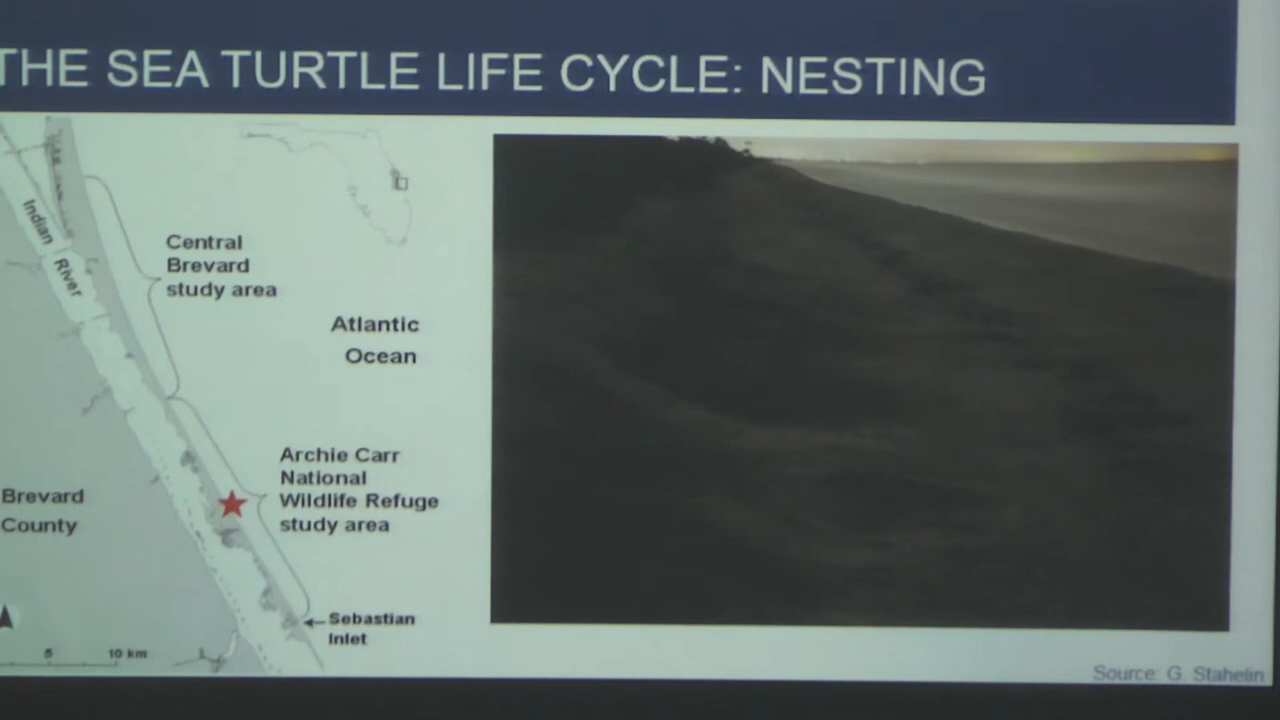 THE SEA TURTLE LIFE CYCLE: NESTING
Indian
River
Central
Brevard
study area
Atlantic
Ocean
Archie Carr
National
Wildlife Refuge
study area
Brevard
County
Sebastian
Inlet
5 10 km
Source: G. Stahelin